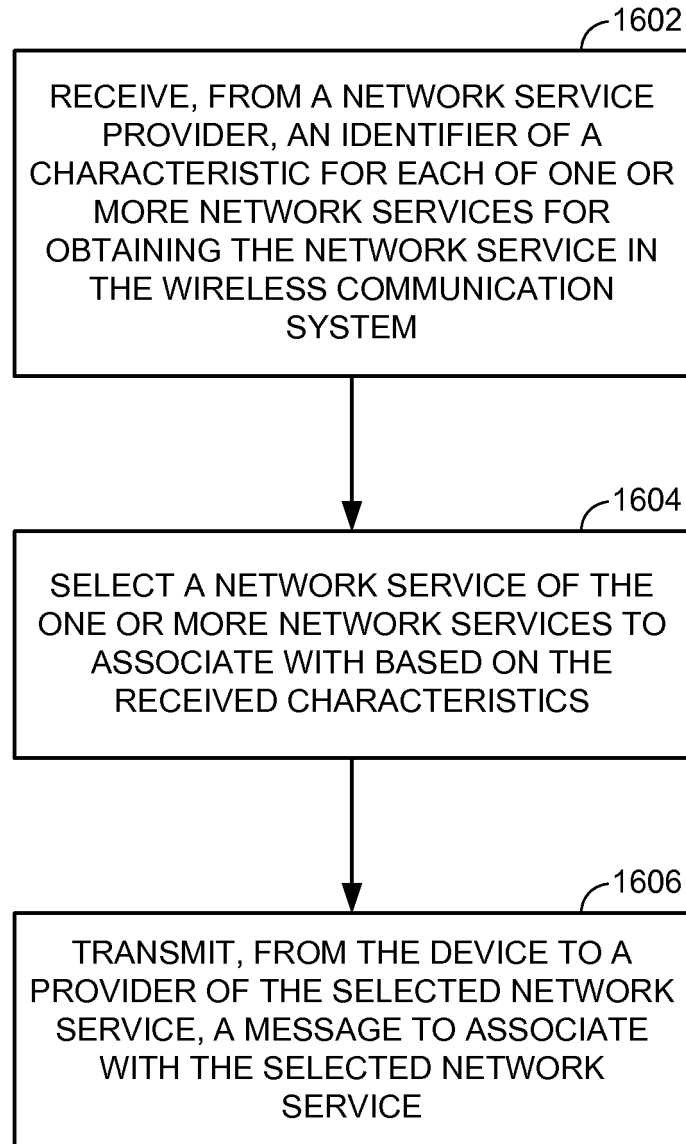 1602
RECEIVE, FROM A NETWORK SERVICE
PROVIDER, AN IDENTIFIER OF A
CHARACTERISTIC FOR EACH OF ONE OR
MORE NETWORK SERVICES FOR
OBTAINING THE NETWORK SERVICE IN
THE WIRELESS COMMUNICATION
SYSTEM
1604
SELECT A NETWORK SERVICE OF THE
ONE OR MORE NETWORK SERVICES TO
ASSOCIATE WITH BASED ON THE
RECEIVED CHARACTERISTICS
1606
TRANSMIT, FROM THE DEVICE TO A
PROVIDER OF THE SELECTED NETWORK
SERVICE, A MESSAGE TO ASSOCIATE
WITH THE SELECTED NETWORK
SERVICE